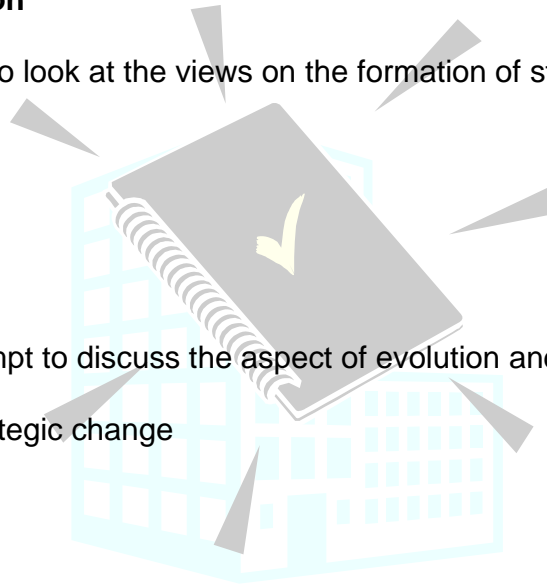 on
o look at the views on the formation of st
npt to discuss the aspect of evolution and
tegic change